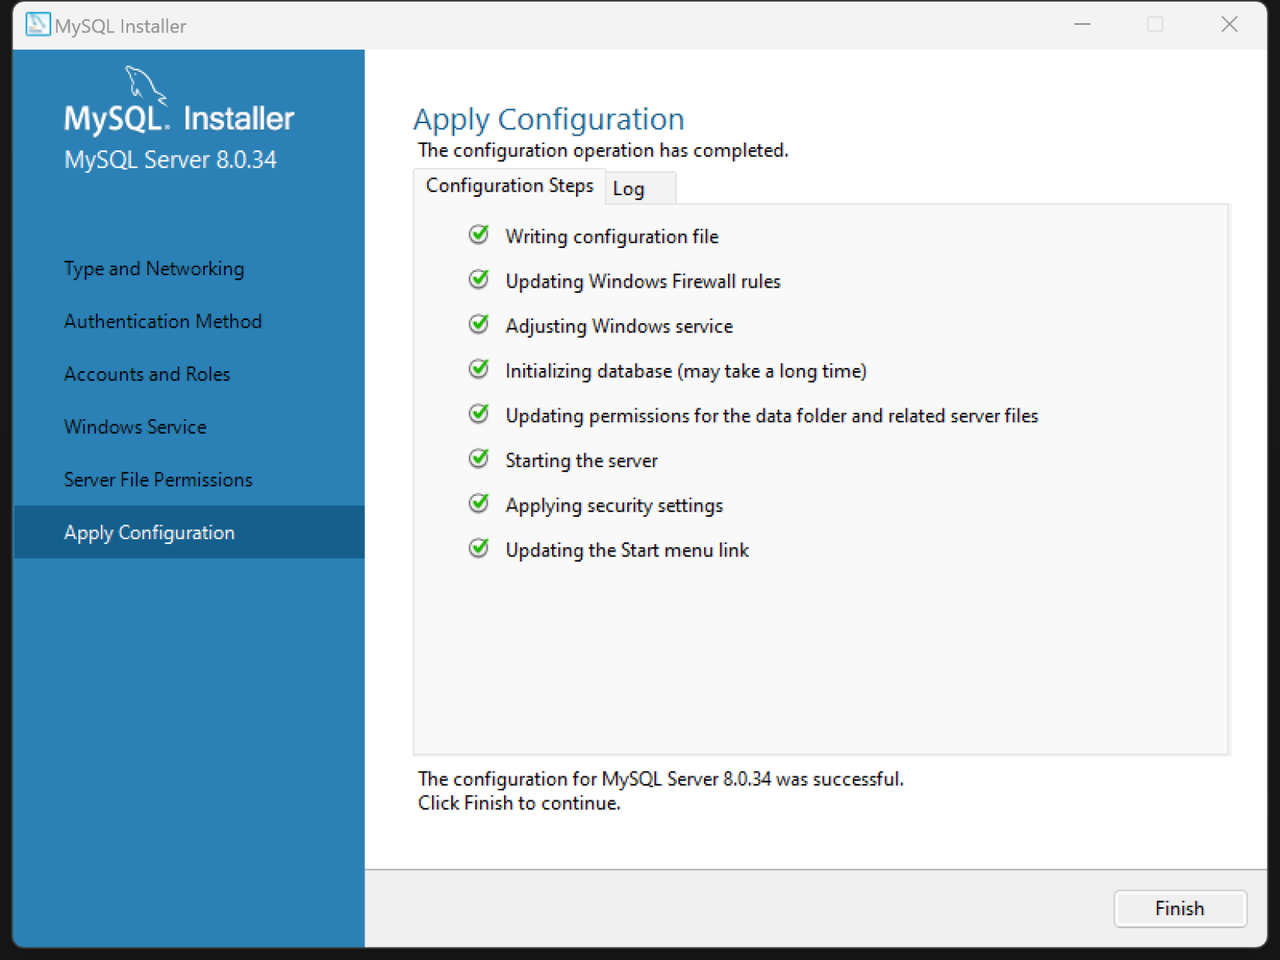 MySQL Installer
MySQL. Installer
MySQL Server 8.0.34
Type and Networking
Authentication Method
Accounts and Roles
Windows Service
Server File Permissions
Apply Configuration
Apply Configuration
The configuration operation has completed.
Configuration Steps Log
Writing configuration file
Updating Windows Firewall rules
Adjusting Windows service
Initializing database (may take a long time)
Updating permissions for the data folder and related server files
Starting the server
Applying security settings
Updating the Start menu link
The configuration for MySQL Server 8.0.34 was successful.
Click Finish to continue.
Finish